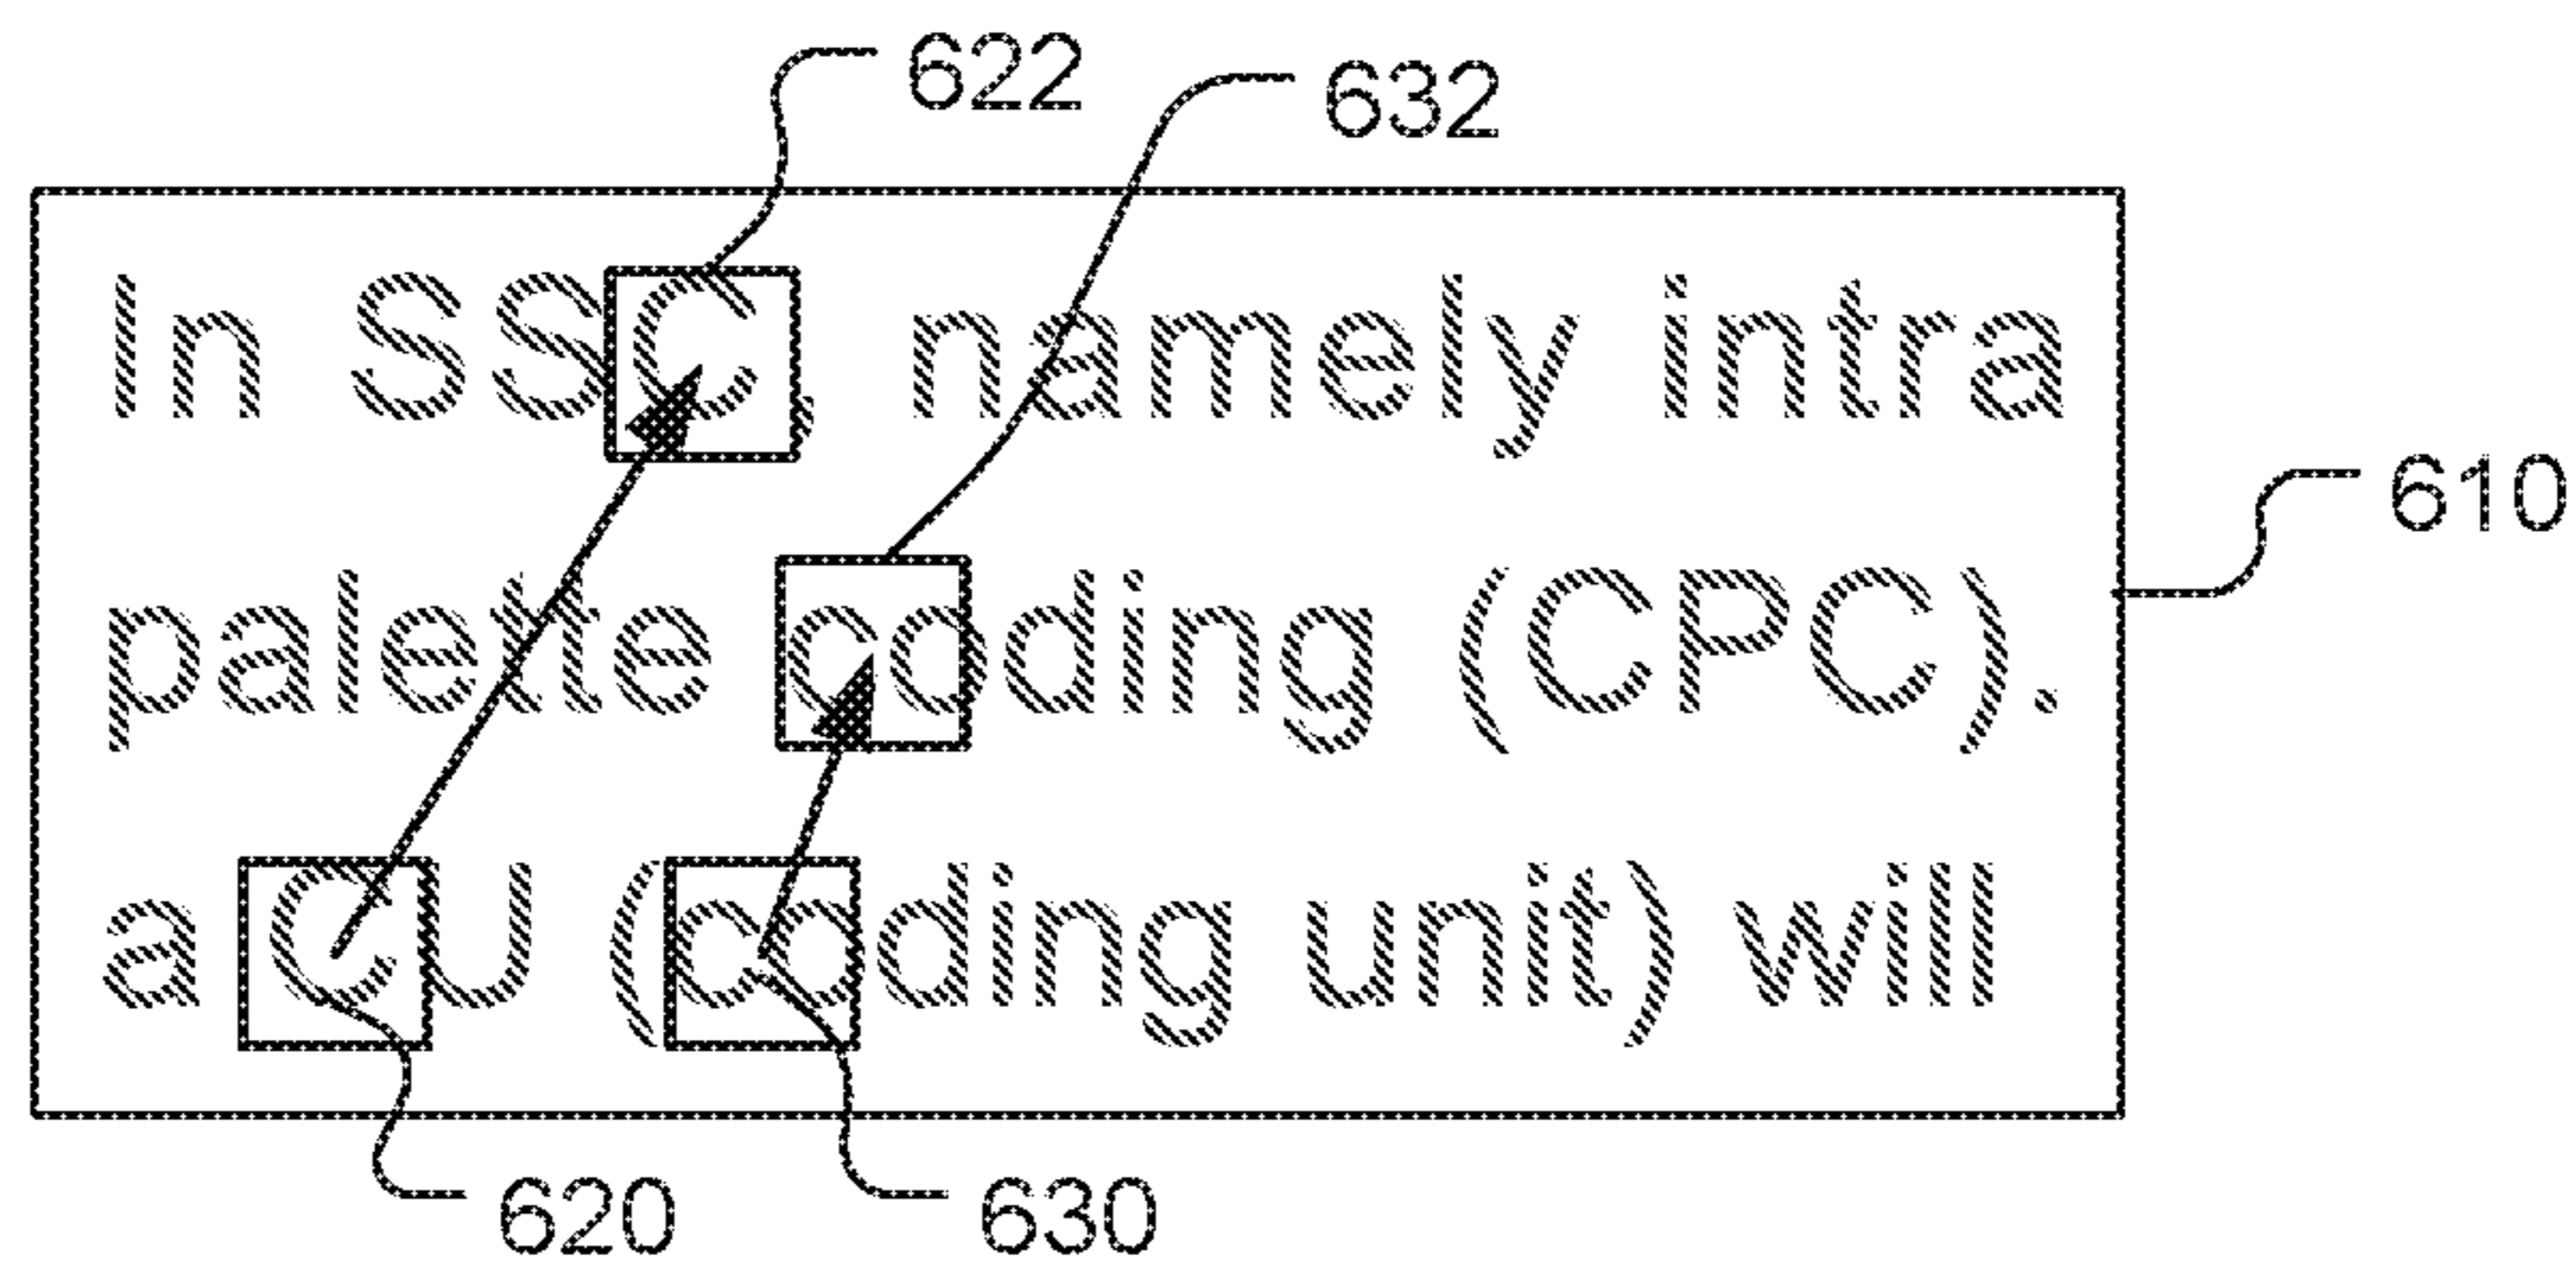 622
632
In SSC, namely intra
610
palette coding (CPC).
a CU (coding unit) will
620
630